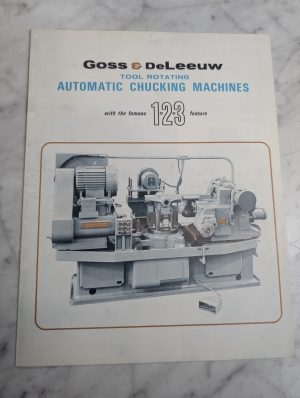 Goss & DeLeeuw
TOOL ROTATING
AUTOMATIC CHUCKING MACHINES
with the famous 1-2-3 feature